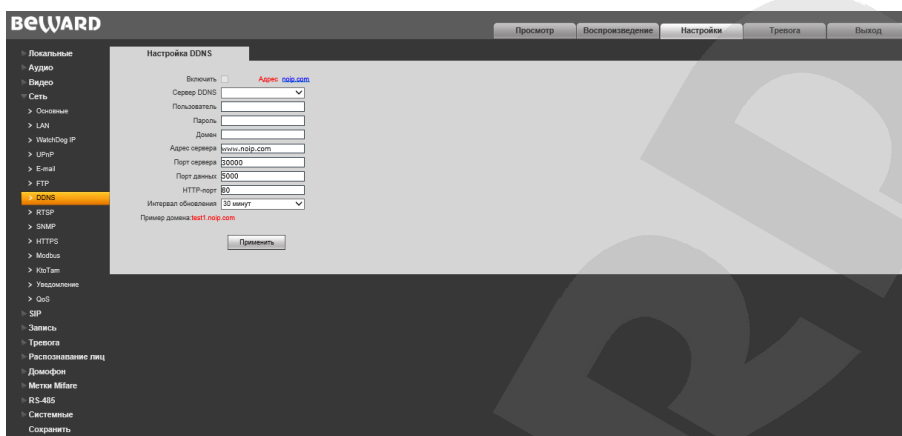 BEWARD
Просмотр
Воспроизведение
Настройки
Тревога
Выход
Локальные
Аудио
Видео
Сеть
Основные
LAN
WatchDog IP
UPnP
E-mail
FTP
DDNS
RTSP
SNMP
HTTPS
Modbus
KtoTam
Уведомление
QoS
SIP
Запись
Тревога
Распознавание лиц
Домофон
Метки Mifare
RS-485
Системные
Сохранить
Настройка DDNS
Включить Адрес noip.com
Сервер DDNS
Пользователь
Пароль
Домен
Адрес сервера www.noip.com
Порт сервера 30000
Порт данных 5000
HTTP-порт 80
Интервал обновления 30 минут
Пример домена:test1.noip.com
Применить